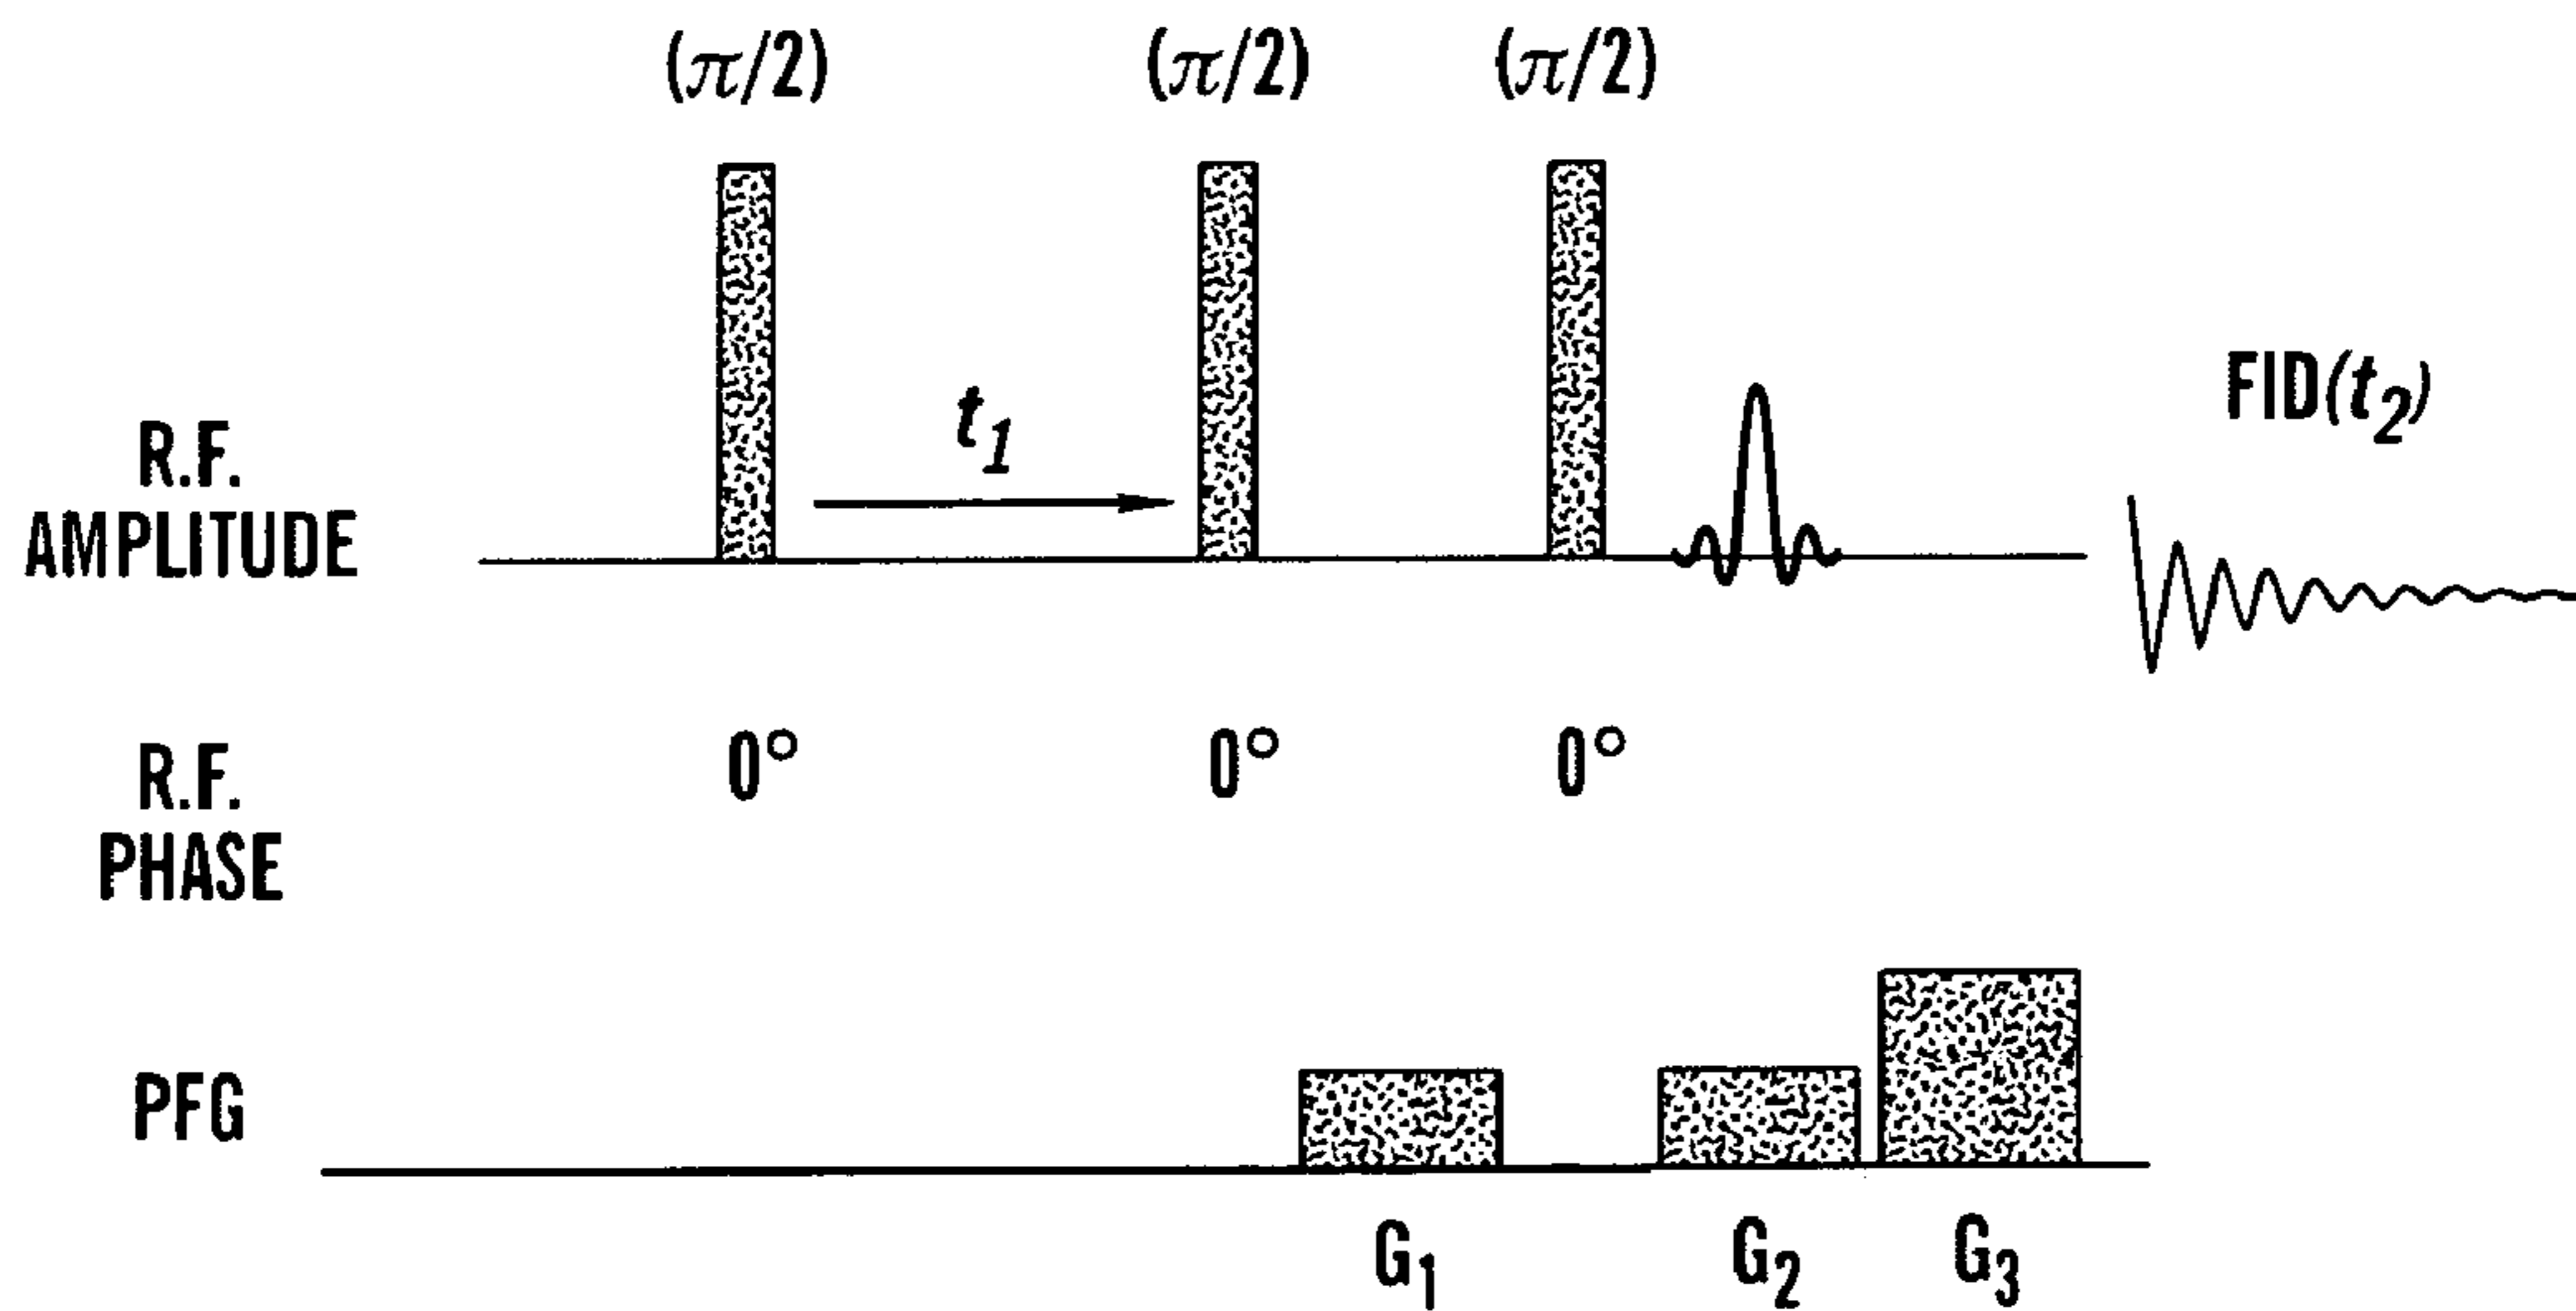 (π/2) (π/2) (π/2)
t₁
FID(t₂)
R.F.
AMPLITUDE
R.F.
PHASE
0° 0° 0°
PFG
G₁ G₂ G₃